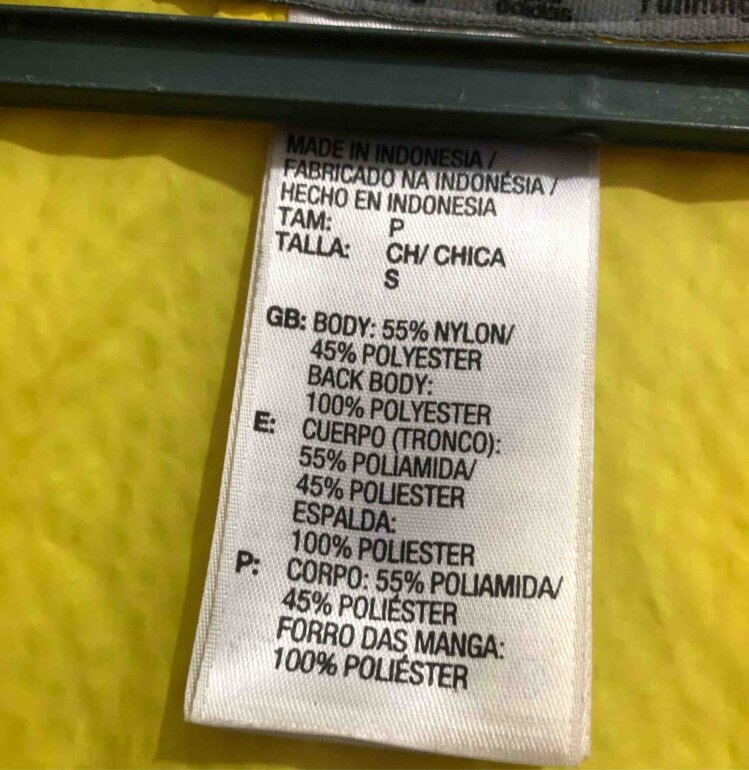 running
MADE IN INDONESIA /
FABRICADO NA INDONÉSIA /
HECHO EN INDONESIA
TAM: P
TALLA: CH/ CHICA
S
GB: BODY: 55% NYLON/
45% POLYESTER
BACK BODY:
100% POLYESTER
E: CUERPO (TRONCO):
55% POLIAMIDA/
45% POLIESTER
ESPALDA:
100% POLIESTER
P: CORPO: 55% POLIAMIDA/
45% POLIÉSTER
FORRO DAS MANGA:
100% POLIÉSTER